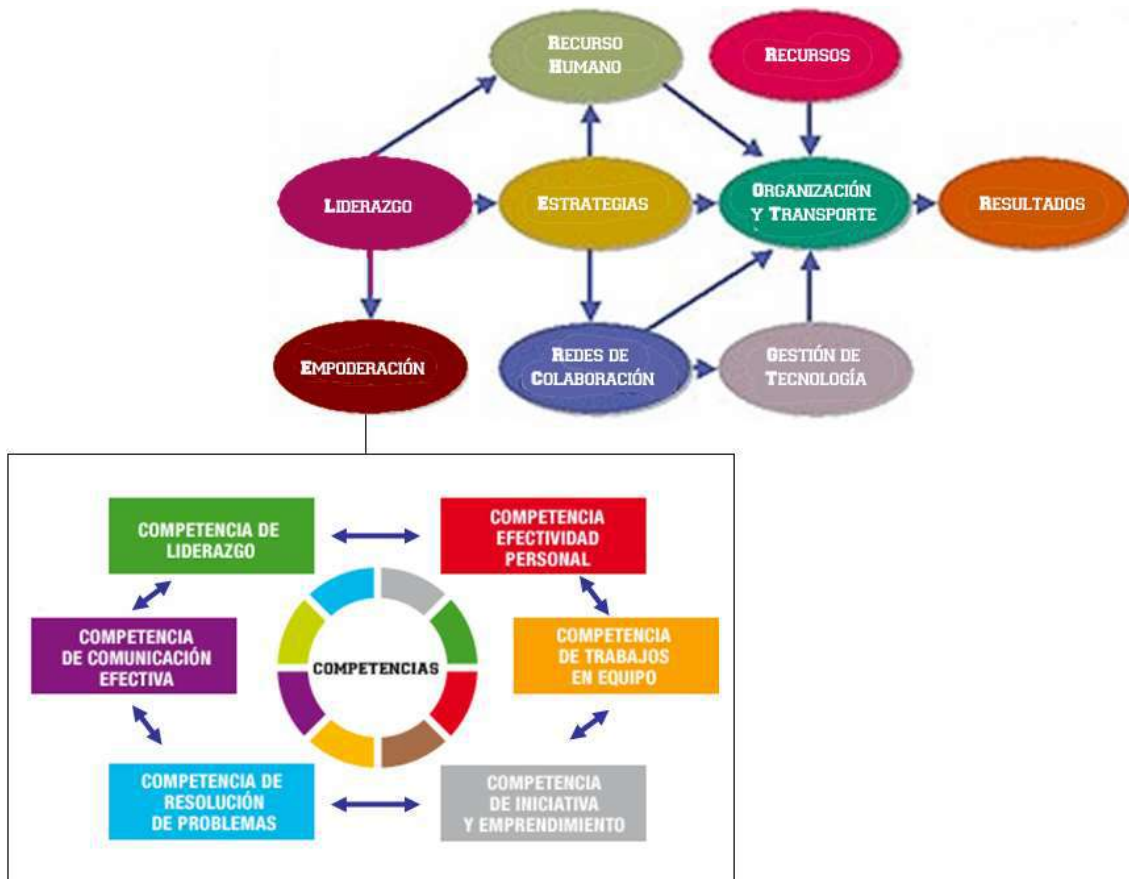 RECURSO
HUMANO
RECURSOS
LIDERAZGO
ESTRATEGIAS
ORGANIZACIÓN
Y TRANSPORTE
RESULTADOS
EMPODERACIÓN
REDES DE
COLABORACIÓN
GESTIÓN DE
TECNOLOGÍA
COMPETENCIA DE
LIDERAZGO
COMPETENCIA
EFECTIVIDAD
PERSONAL
COMPETENCIA
DE COMUNICACIÓN
EFECTIVA
COMPETENCIAS
COMPETENCIA
DE TRABAJOS
EN EQUIPO
COMPETENCIA DE
RESOLUCIÓN
DE PROBLEMAS
COMPETENCIA
DE INICIATIVA
Y EMPRENDIMIENTO